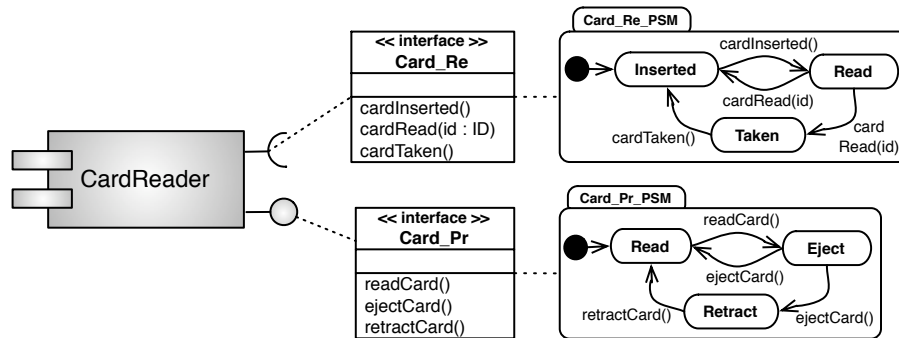 Card_Re_PSM
<< interface >>
Card_Re
cardInserted()
cardRead(id : ID)
cardTaken()
Inserted
cardInserted()
Read
cardRead(id)
cardTaken()
Taken
card
Read(id)
CardReader
Card_Pr_PSM
<< interface >>
Card_Pr
readCard()
ejectCard()
retractCard()
Read
readCard()
Eject
ejectCard()
retractCard()
Retract
ejectCard()